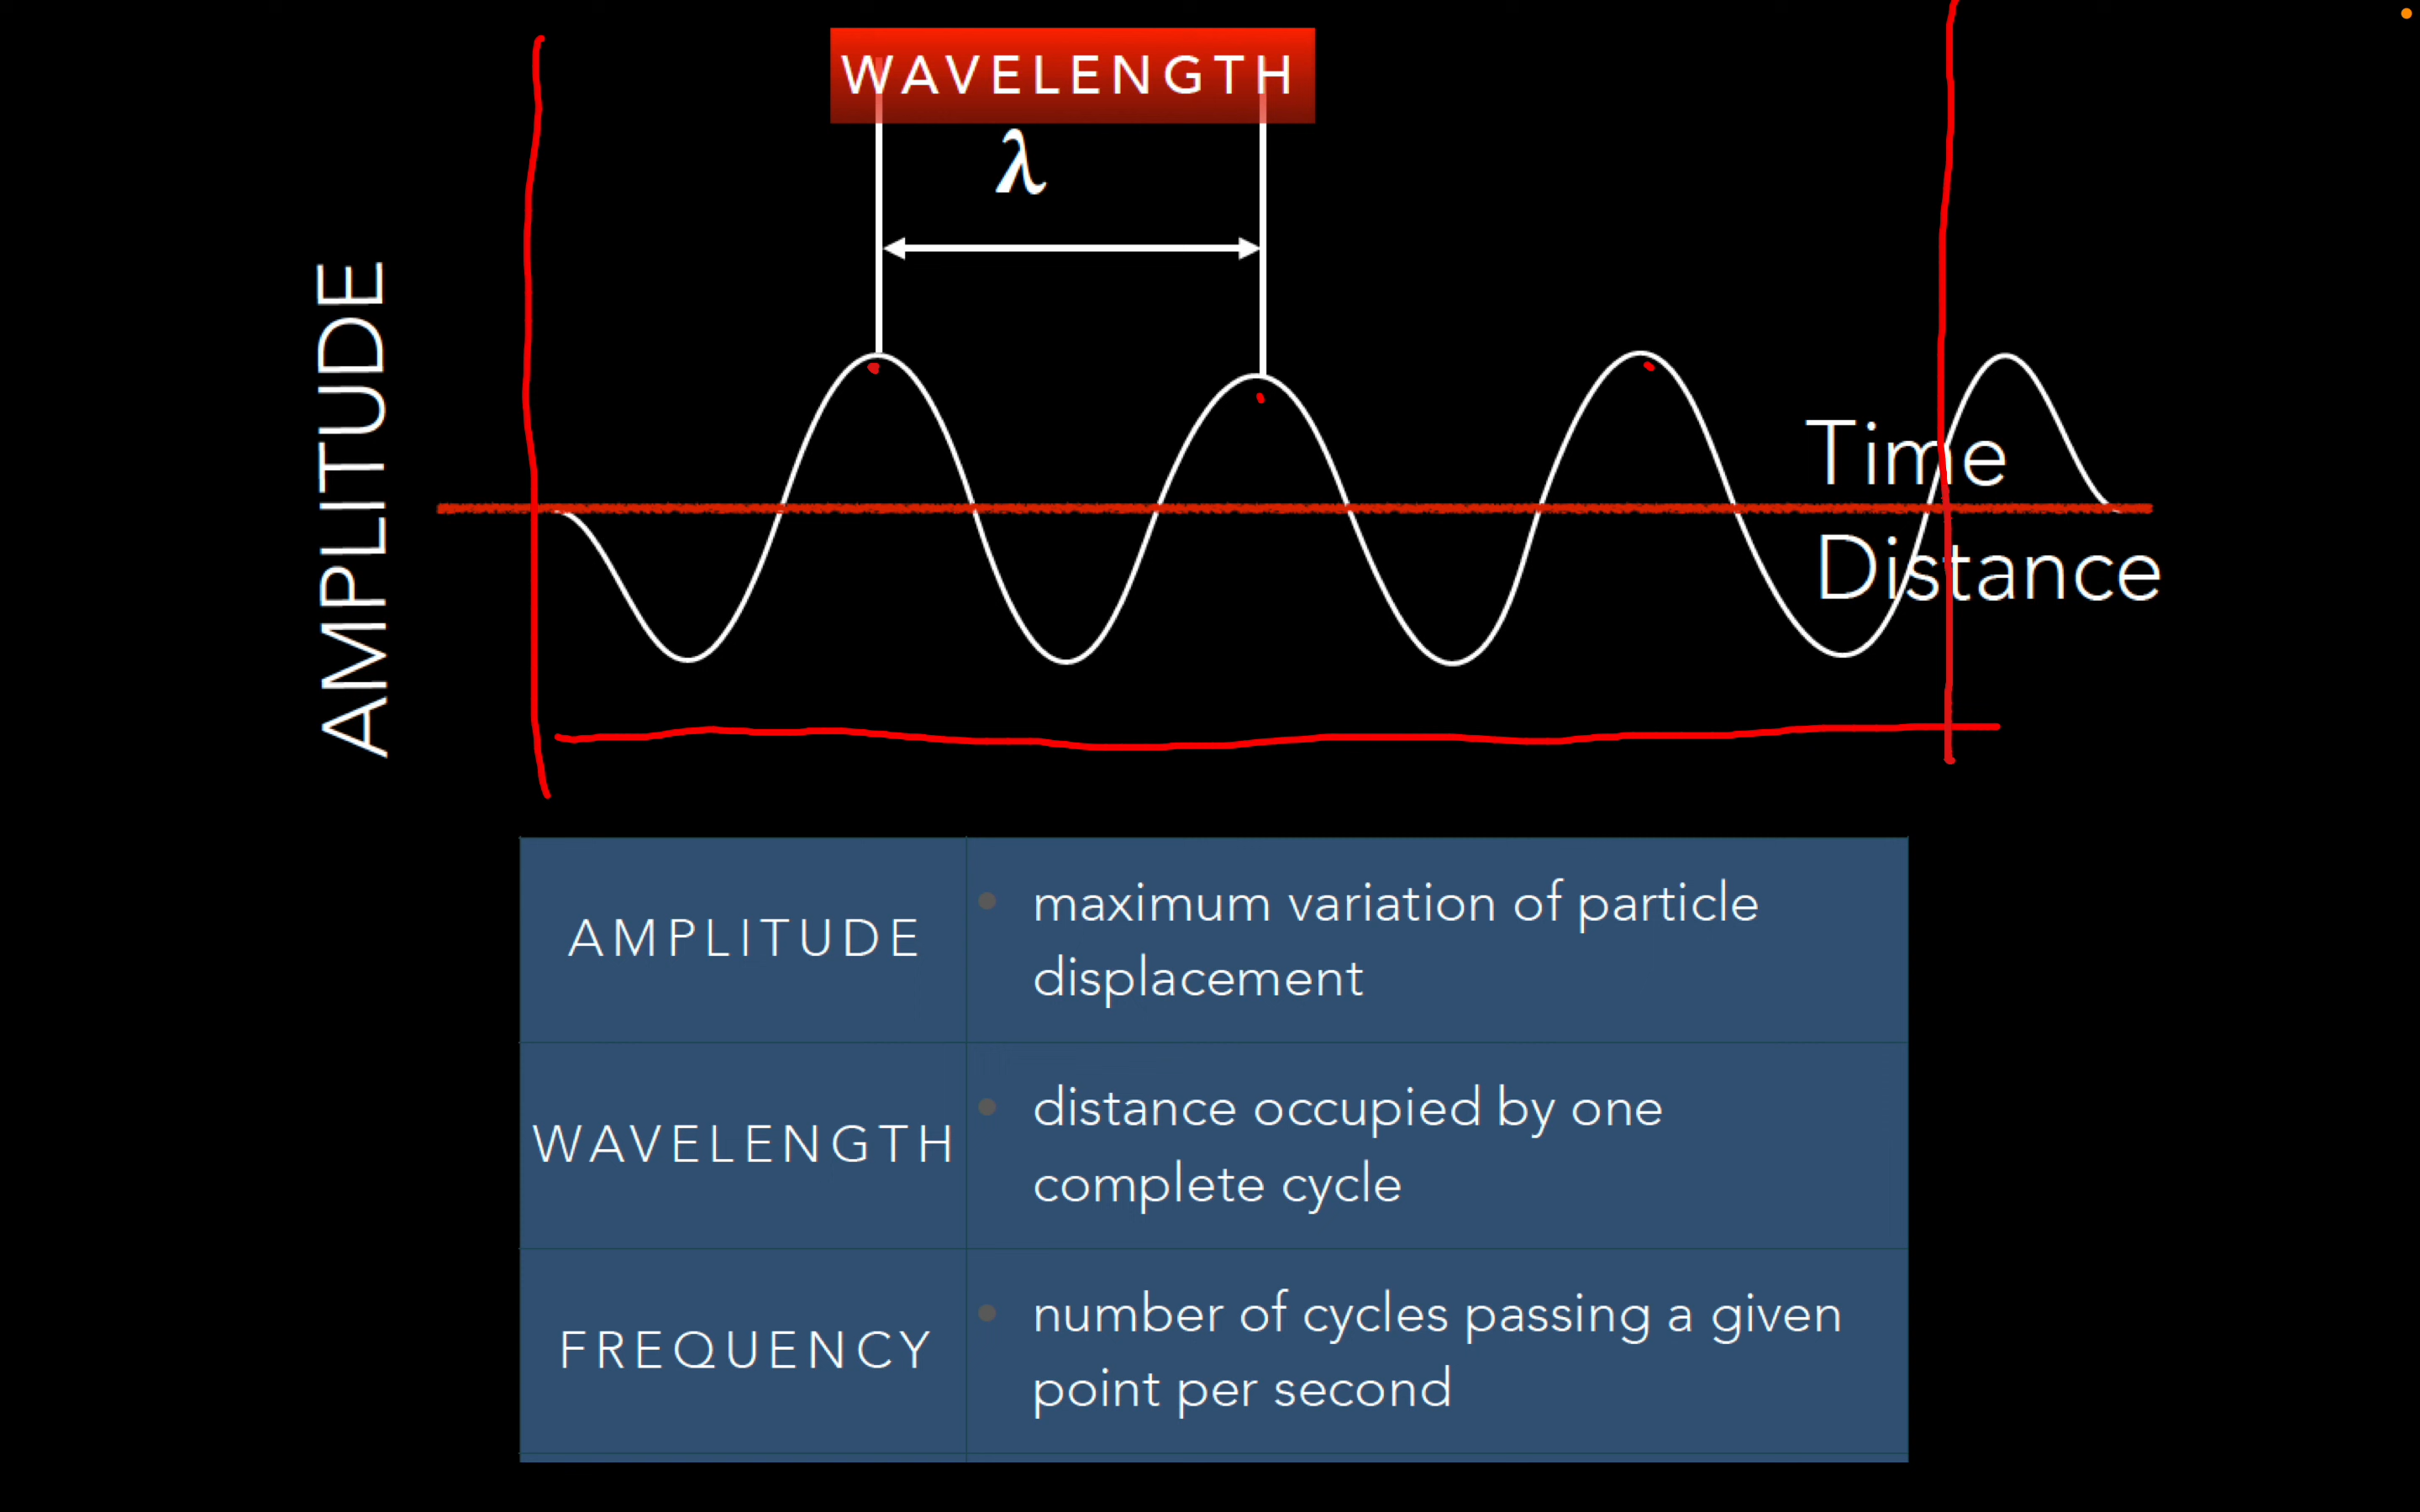 WAVELENGTH
λ
AMPLITUDE
Time
Distance
AMPLITUDE
• maximum variation of particle
displacement
WAVELENGTH
• distance occupied by one
complete cycle
FREQUENCY
• number of cycles passing a given
point per second